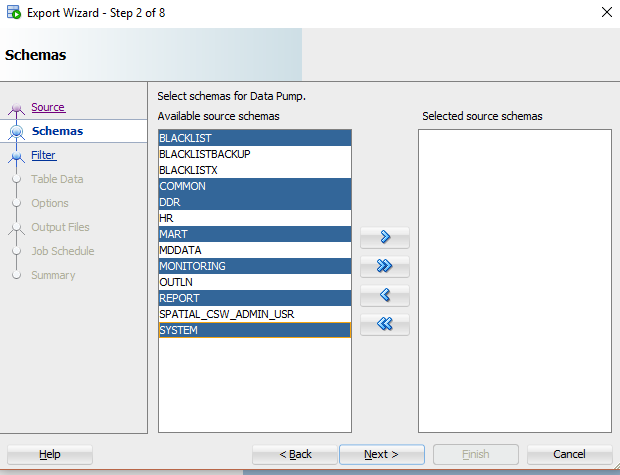 Export Wizard - Step 2 of 8
Schemas
Source
Schemas
Filter
Table Data
Options
Output Files
Job Schedule
Summary
Select schemas for Data Pump.
Available source schemas
BLACKLIST
BLACKLISTBACKUP
BLACKLISTX
COMMON
DDR
HR
MART
MDDATA
MONITORING
OUTLN
REPORT
SPATIAL_CSW_ADMIN_USR
SYSTEM
Selected source schemas
Help
< Back
Next >
Finish
Cancel